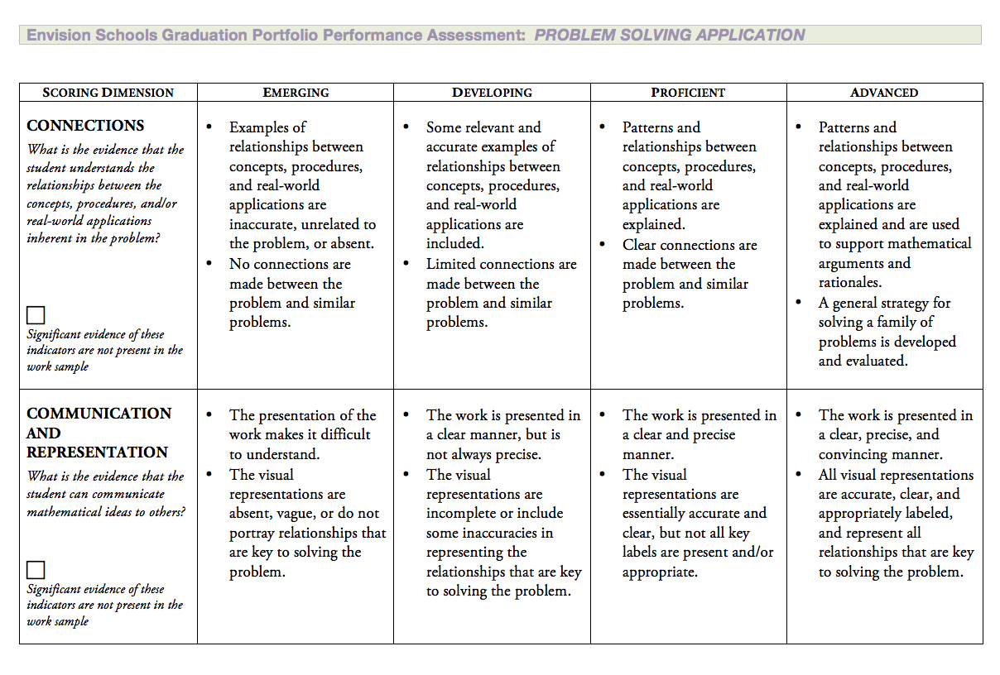 Envision Schools Graduation Portfolio Performance Assessment: PROBLEM SOLVING APPLICATION
SCORING DIMENSION
EMERGING
DEVELOPING
PROFICIENT
ADVANCED
CONNECTIONS
What is the evidence that the
student understands the
relationships between the
concepts, procedures, and/or
real-world applications
inherent in the problem?
Significant evidence of these
indicators are not present in the
work sample
• Examples of
relationships between
concepts, procedures,
and real-world
applications are
inaccurate, unrelated to
the problem, or absent.
• No connections are
made between the
problem and similar
problems.
• Some relevant and
accurate examples of
relationships between
concepts, procedures,
and real-world
applications are
included.
• Limited connections are
made between the
problem and similar
problems.
• Patterns and
relationships between
concepts, procedures,
and real-world
applications are
explained.
• Clear connections are
made between the
problem and similar
problems.
• Patterns and
relationships between
concepts, procedures,
and real-world
applications are
explained and are used
to support mathematical
arguments and
rationales.
• A general strategy for
solving a family of
problems is developed
and evaluated.
COMMUNICATION
AND
REPRESENTATION
What is the evidence that the
student can communicate
mathematical ideas to others?
Significant evidence of these
indicators are not present in the
work sample
• The presentation of the
work makes it difficult
to understand.
• The visual
representations are
absent, vague, or do not
portray relationships that
are key to solving the
problem.
• The work is presented in
a clear manner, but is
not always precise.
• The visual
representations are
incomplete or include
some inaccuracies in
representing the
relationships that are key
to solving the problem.
• The work is presented in
a clear and precise
manner.
• The visual
representations are
essentially accurate and
clear, but not all key
labels are present and/or
appropriate.
• The work is presented in
a clear, precise, and
convincing manner.
• All visual representations
are accurate, clear, and
appropriately labeled,
and represent all
relationships that are key
to solving the problem.